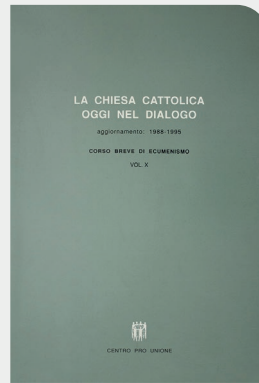 LA CHIESA CATTOLICA
OGGI NEL DIALOGO
aggiornamento: 1988-1995
CORSO BREVE DI ECUMENISMO
VOL. X
CENTRO PRO UNIONE